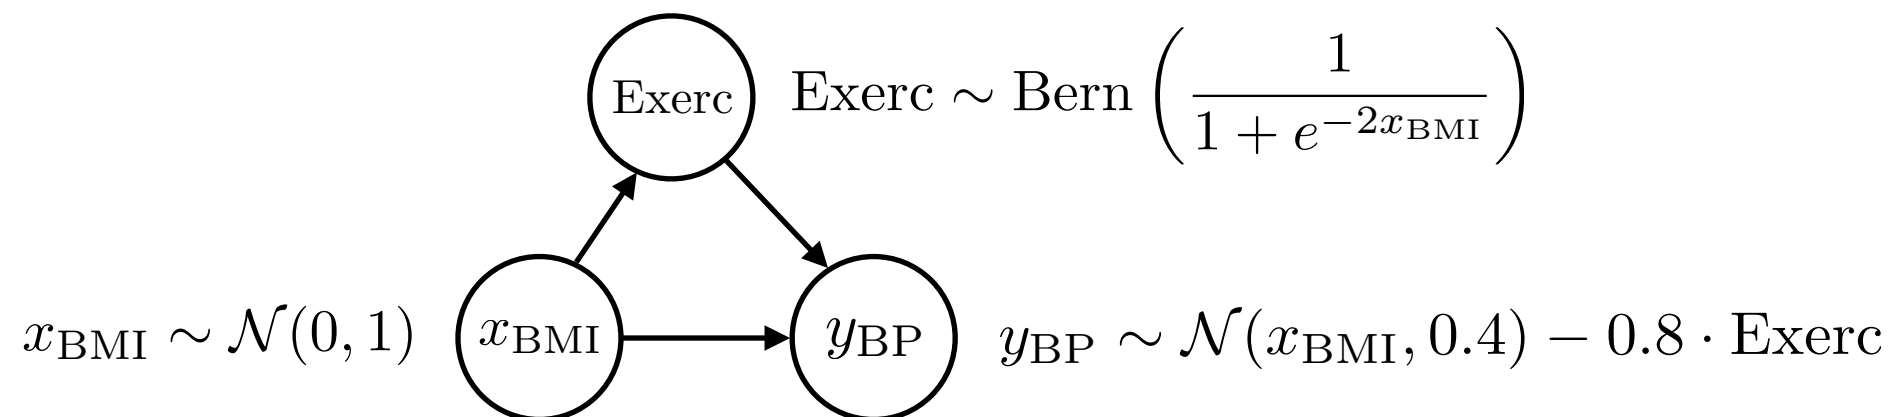 Exerc
Exerc ∼ Bern ( 1 / (1 + e^{−2x_BMI}) )
x_BMI ∼ 𝒩(0, 1)
x_BMI
y_BP
y_BP ∼ 𝒩(x_BMI, 0.4) − 0.8 · Exerc